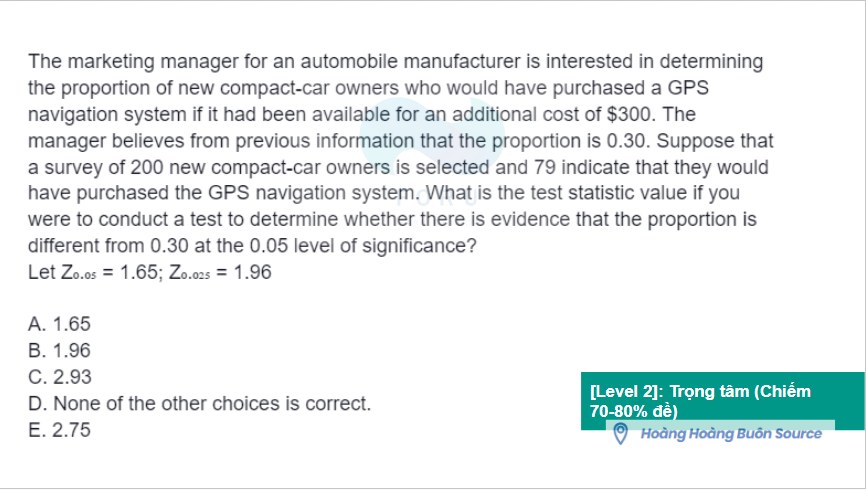 The marketing manager for an automobile manufacturer is interested in determining
the proportion of new compact-car owners who would have purchased a GPS
navigation system if it had been available for an additional cost of $300. The
manager believes from previous information that the proportion is 0.30. Suppose that
a survey of 200 new compact-car owners is selected and 79 indicate that they would
have purchased the GPS navigation system. What is the test statistic value if you
were to conduct a test to determine whether there is evidence that the proportion is
different from 0.30 at the 0.05 level of significance?
Let Z₀.₀₅ = 1.65; Z₀.₀₂₅ = 1.96
A. 1.65
B. 1.96
C. 2.93
D. None of the other choices is correct.
E. 2.75
[Level 2]: Trọng tâm (Chiếm
70-80% đề)
Hoàng Hoàng Buôn Source